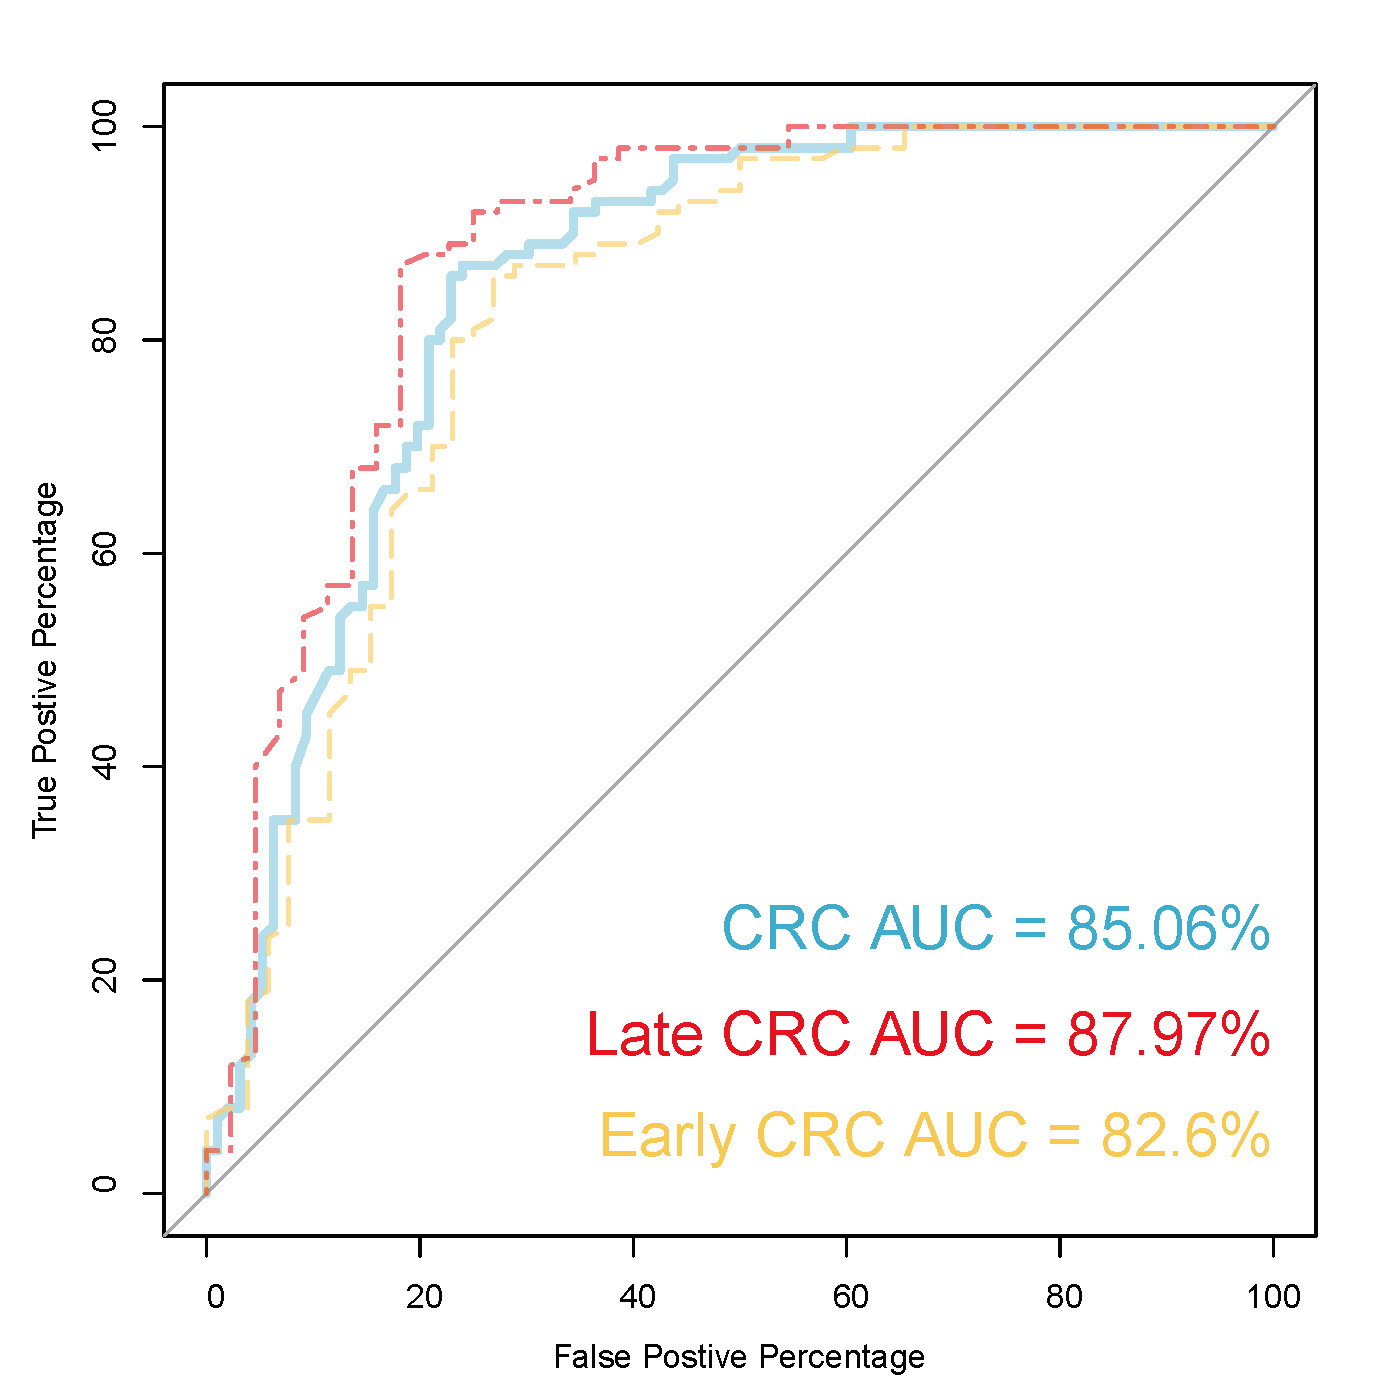 100
80
60
40
20
0
True Postive Percentage
CRC AUC = 85.06%
Late CRC AUC = 87.97%
Early CRC AUC = 82.6%
0 20 40 60 80 100
False Postive Percentage